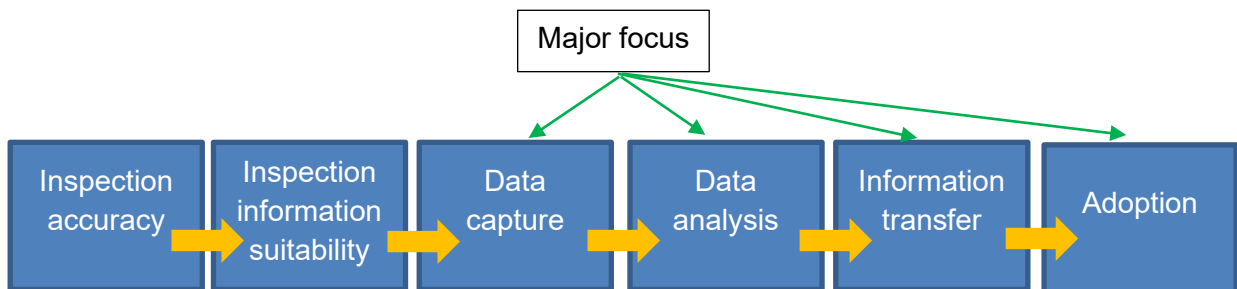 Major focus
Inspection
accuracy
Inspection
information
suitability
Data
capture
Data
analysis
Information
transfer
Adoption